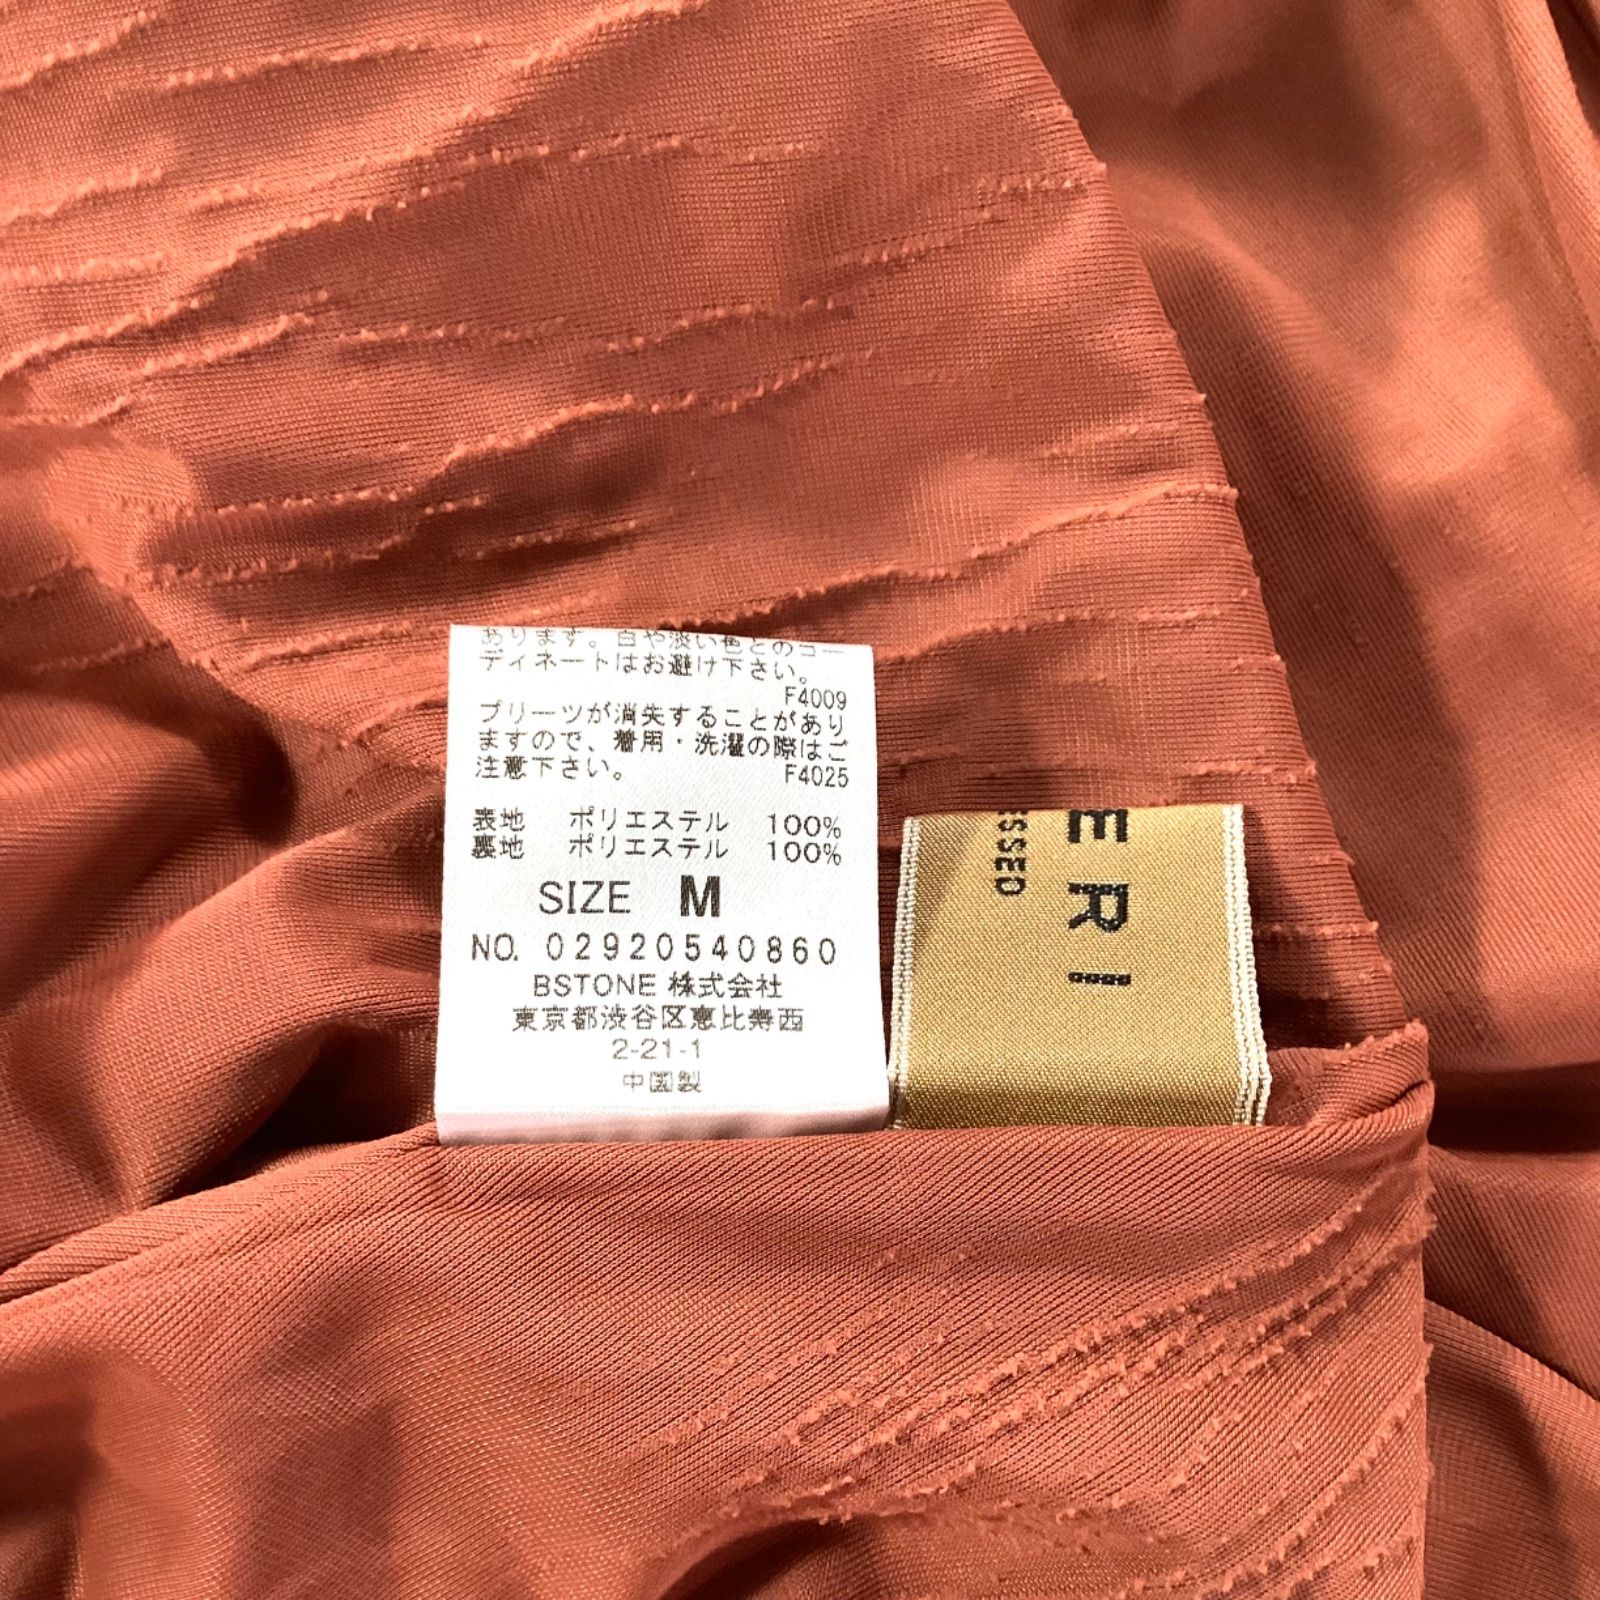 あります。白や淡い色とのコー
ディネートはお避け下さい。
F4009
プリーツが消失することがあり
ますので、着用・洗濯の際はご
注意下さい。
F4025
表地 ポリエステル 100%
裏地 ポリエステル 100%
SIZE M
NO. 02920540860
BSTONE 株式会社
東京都渋谷区恵比寿西
2-21-1
中国製
ERI
ESSED